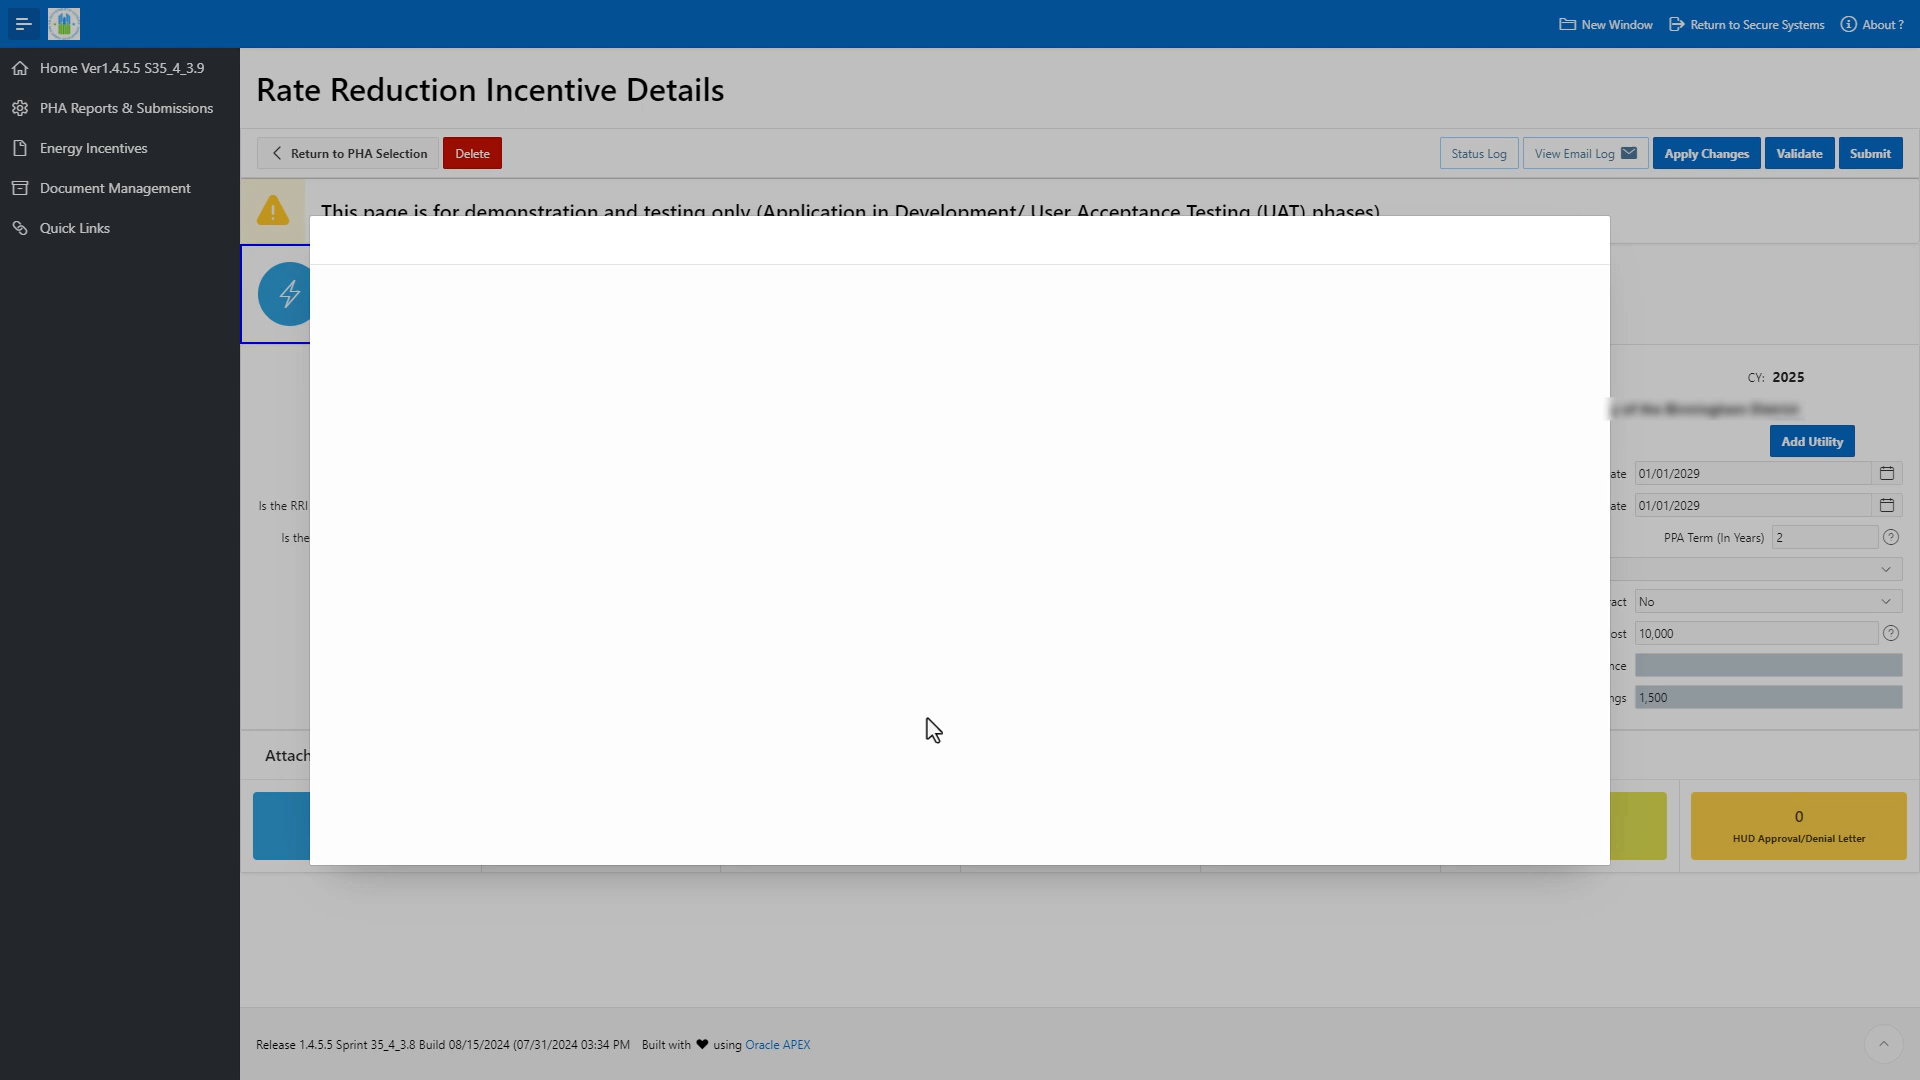 New Window
Return to Secure Systems
About ?
Home Ver1.4.5.5 S35_4_3.9
PHA Reports & Submissions
Energy Incentives
Document Management
Quick Links
Rate Reduction Incentive Details
Return to PHA Selection
Delete
Status Log
View Email Log
Apply Changes
Validate
Submit
This page is for demonstration and testing only (Application in Development/ User Acceptance Testing (UAT) phases)
CY: 2025
Add Utility
ate 01/01/2029
Is the RRI
ate 01/01/2029
Is the
PPA Term (In Years) 2
ract No
ost 10,000
nce
ngs 1,500
Attach
0
HUD Approval/Denial Letter
Release 1.4.5.5 Sprint 35_4_3.8 Build 08/15/2024 (07/31/2024 03:34 PM Built with ♥ using Oracle APEX